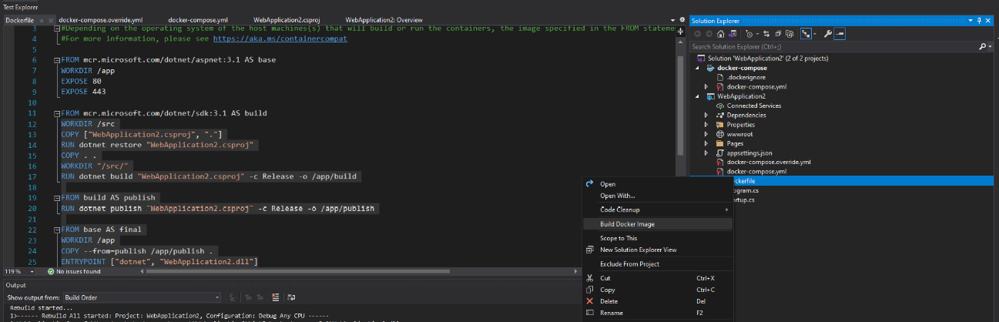 Test Explorer
Dockerfile docker-compose.override.yml docker-compose.yml WebApplication2.csproj WebApplication2: Overview
3 #Depending on the operating system of the host machines(s) that will build or run the containers, the image specified in the FROM stateme
4 #For more information, please see https://aka.ms/containercompat
5
6 FROM mcr.microsoft.com/dotnet/aspnet:3.1 AS base
7 WORKDIR /app
8 EXPOSE 80
9 EXPOSE 443
10
11 FROM mcr.microsoft.com/dotnet/sdk:3.1 AS build
12 WORKDIR /src
13 COPY ["WebApplication2.csproj", "."]
14 RUN dotnet restore "WebApplication2.csproj"
15 COPY . .
16 WORKDIR "/src/"
17 RUN dotnet build "WebApplication2.csproj" -c Release -o /app/build
18
19 FROM build AS publish
20 RUN dotnet publish "WebApplication2.csproj" -c Release -o /app/publish
21
22 FROM base AS final
23 WORKDIR /app
24 COPY --from=publish /app/publish .
25 ENTRYPOINT ["dotnet", "WebApplication2.dll"]
119 % No issues found
Output
Show output from: Build Order
Rebuild started...
1>------ Rebuild All started: Project: WebApplication2, Configuration: Debug Any CPU ------
Solution Explorer
Search Solution Explorer (Ctrl+;)
Solution 'WebApplication2' (2 of 2 projects)
docker-compose
.dockerignore
docker-compose.yml
WebApplication2
Connected Services
Dependencies
Properties
wwwroot
Pages
appsettings.json
docker-compose.override.yml
docker-compose.yml
ckerfile
ogram.cs
artup.cs
Open
Open With...
Code Cleanup
Build Docker Image
Scope to This
New Solution Explorer View
Exclude From Project
Cut Ctrl+X
Copy Ctrl+C
Delete Del
Rename F2